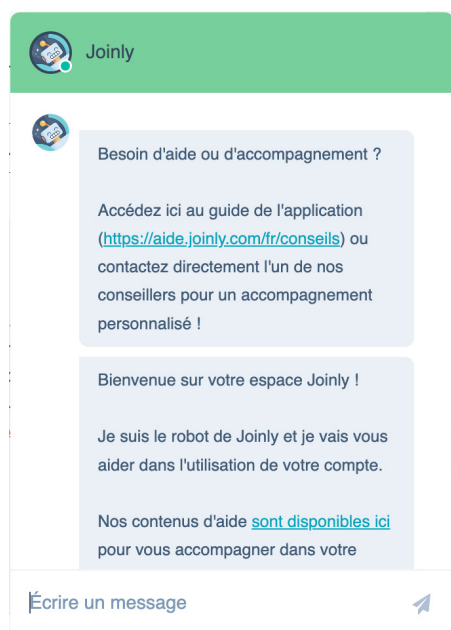 Joinly
Besoin d'aide ou d'accompagnement ?
Accédez ici au guide de l'application
(https://aide.joinly.com/fr/conseils) ou
contactez directement l'un de nos
conseillers pour un accompagnement
personnalisé !
Bienvenue sur votre espace Joinly !
Je suis le robot de Joinly et je vais vous
aider dans l'utilisation de votre compte.
Nos contenus d'aide sont disponibles ici
pour vous accompagner dans votre
Écrire un message